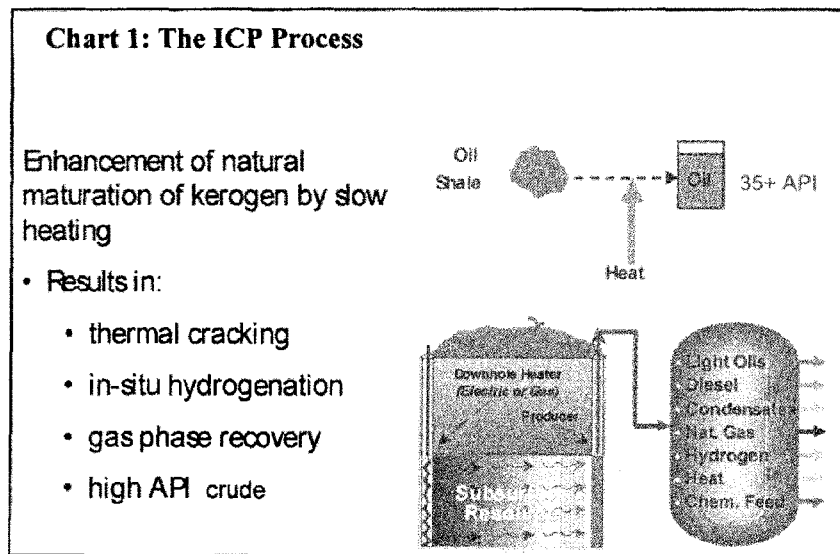 Chart 1: The ICP Process
Enhancement of natural
maturation of kerogen by slow
heating
• Results in:
• thermal cracking
• in-situ hydrogenation
• gas phase recovery
• high API crude
Oil
Shale
Oil
35+ API
Heat
Downhole Heater
(Electric or Gas)
Producer
Light Oils
Diesel
Condensates
Nat. Gas
Hydrogen
Heat
Chem. Feed